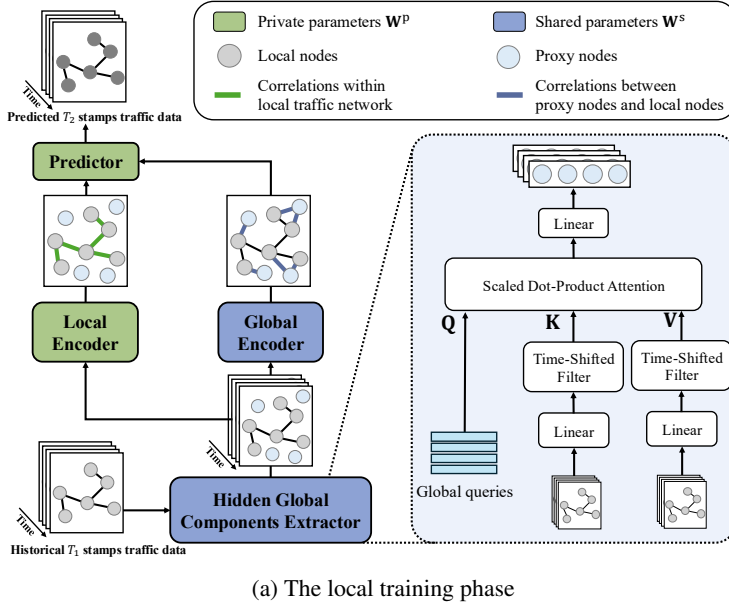 Private parameters W^p
Shared parameters W^s
Local nodes
Proxy nodes
Correlations within
local traffic network
Correlations between
proxy nodes and local nodes
Time
Predicted T₂ stamps traffic data
Predictor
Local
Encoder
Global
Encoder
Time
Time
Hidden Global
Components Extractor
Historical T₁ stamps traffic data
Linear
Scaled Dot-Product Attention
Q
K
V
Time-Shifted
Filter
Time-Shifted
Filter
Linear
Linear
Global queries
(a) The local training phase